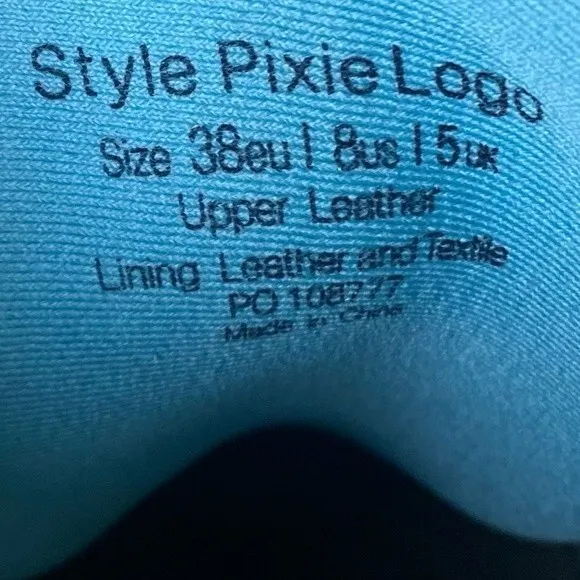 Style Pixie Logo
Size 38eu | 8us | 5uk
Upper Leather
Lining Leather and Textile
PO 108777
Made in China